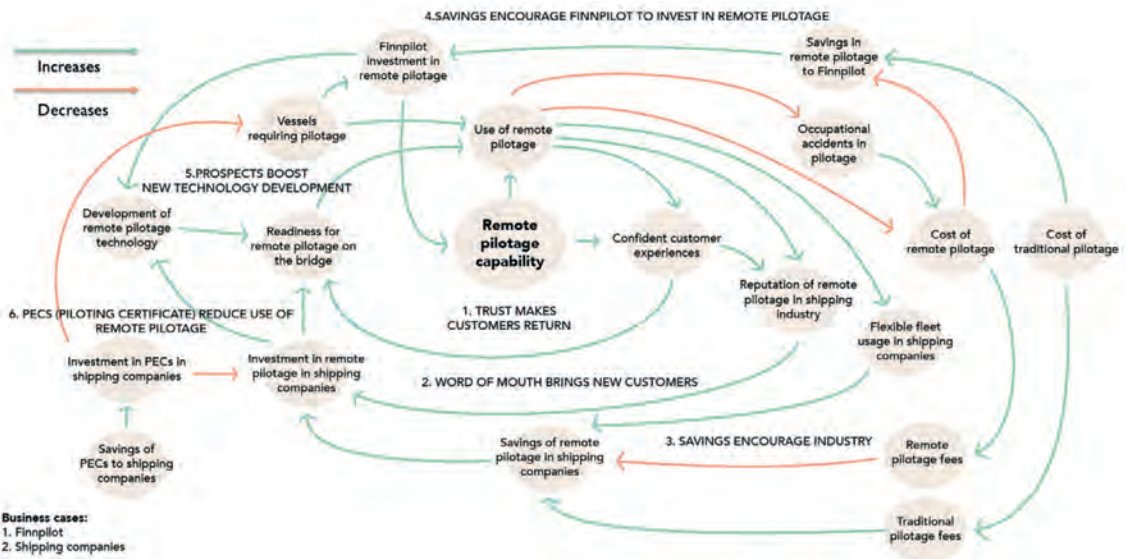 4.SAVINGS ENCOURAGE FINNPILOT TO INVEST IN REMOTE PILOTAGE
Increases
Decreases
Finnpilot
investment in
remote pilotage
Savings in
remote pilotage
to Finnpilot
Vessels
requiring pilotage
Use of remote
pilotage
Occupational
accidents in
pilotage
5.PROSPECTS BOOST
NEW TECHNOLOGY DEVELOPMENT
Development of
remote pilotage
technology
Readiness for
remote pilotage on
the bridge
Remote
pilotage
capability
Confident customer
experiences
Cost of
remote pilotage
Cost of
traditional pilotage
Reputation of remote
pilotage in shipping
industry
1. TRUST MAKES
CUSTOMERS RETURN
6. PECS (PILOTING CERTIFICATE) REDUCE USE OF
REMOTE PILOTAGE
Flexible fleet
usage in shipping
companies
Investment in PECs in
shipping companies
Investment in remote
pilotage in shipping
companies
2. WORD OF MOUTH BRINGS NEW CUSTOMERS
Savings of
PECs to shipping
companies
Savings of remote
pilotage in shipping
companies
3. SAVINGS ENCOURAGE INDUSTRY
Remote
pilotage fees
Traditional
pilotage fees
Business cases:
1. Finnpilot
2. Shipping companies